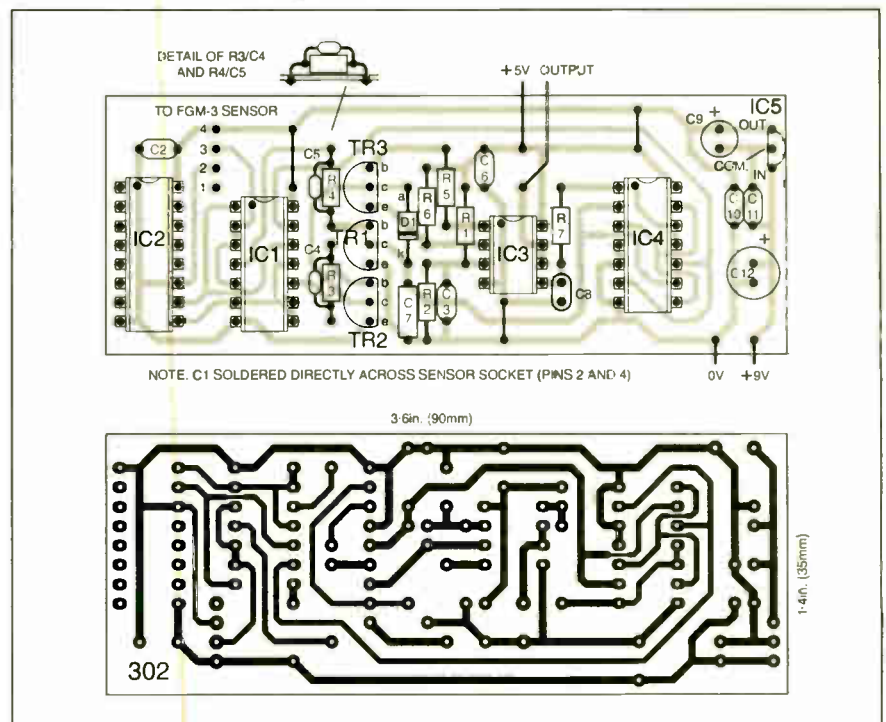 DETAIL OF R3/C4
AND R4/C5
+5V OUTPUT
TO FGM-3 SENSOR
4
3
2
1
C2
IC2
IC1
C5
R4
C4
R3
TR3
b
c
e
TR1
b
c
e
b
c
e
TR2
a
D1
k
R6
R5
R1
C6
C7
R2
C3
IC3
R7
C8
IC4
C9
+
IC5
OUT
COM.
IN
C10
C11
+
C12
NOTE. C1 SOLDERED DIRECTLY ACROSS SENSOR SOCKET (PINS 2 AND 4)
0V
+9V
3·6in. (90mm)
1·4in. (35mm)
302